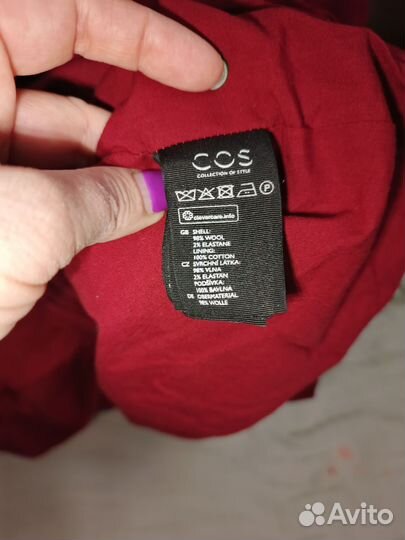 COS
COLLECTION OF STYLE
P
clevercare.info
GB SHELL:
98% WOOL
2% ELASTANE
LINING:
100% COTTON
CZ SVRCHNÍ LÁTKA:
98% VLNA
2% ELASTAN
PODŠÍVKA:
100% BAVLNA
DE OBERMATERIAL
98% WOLLE
Avito